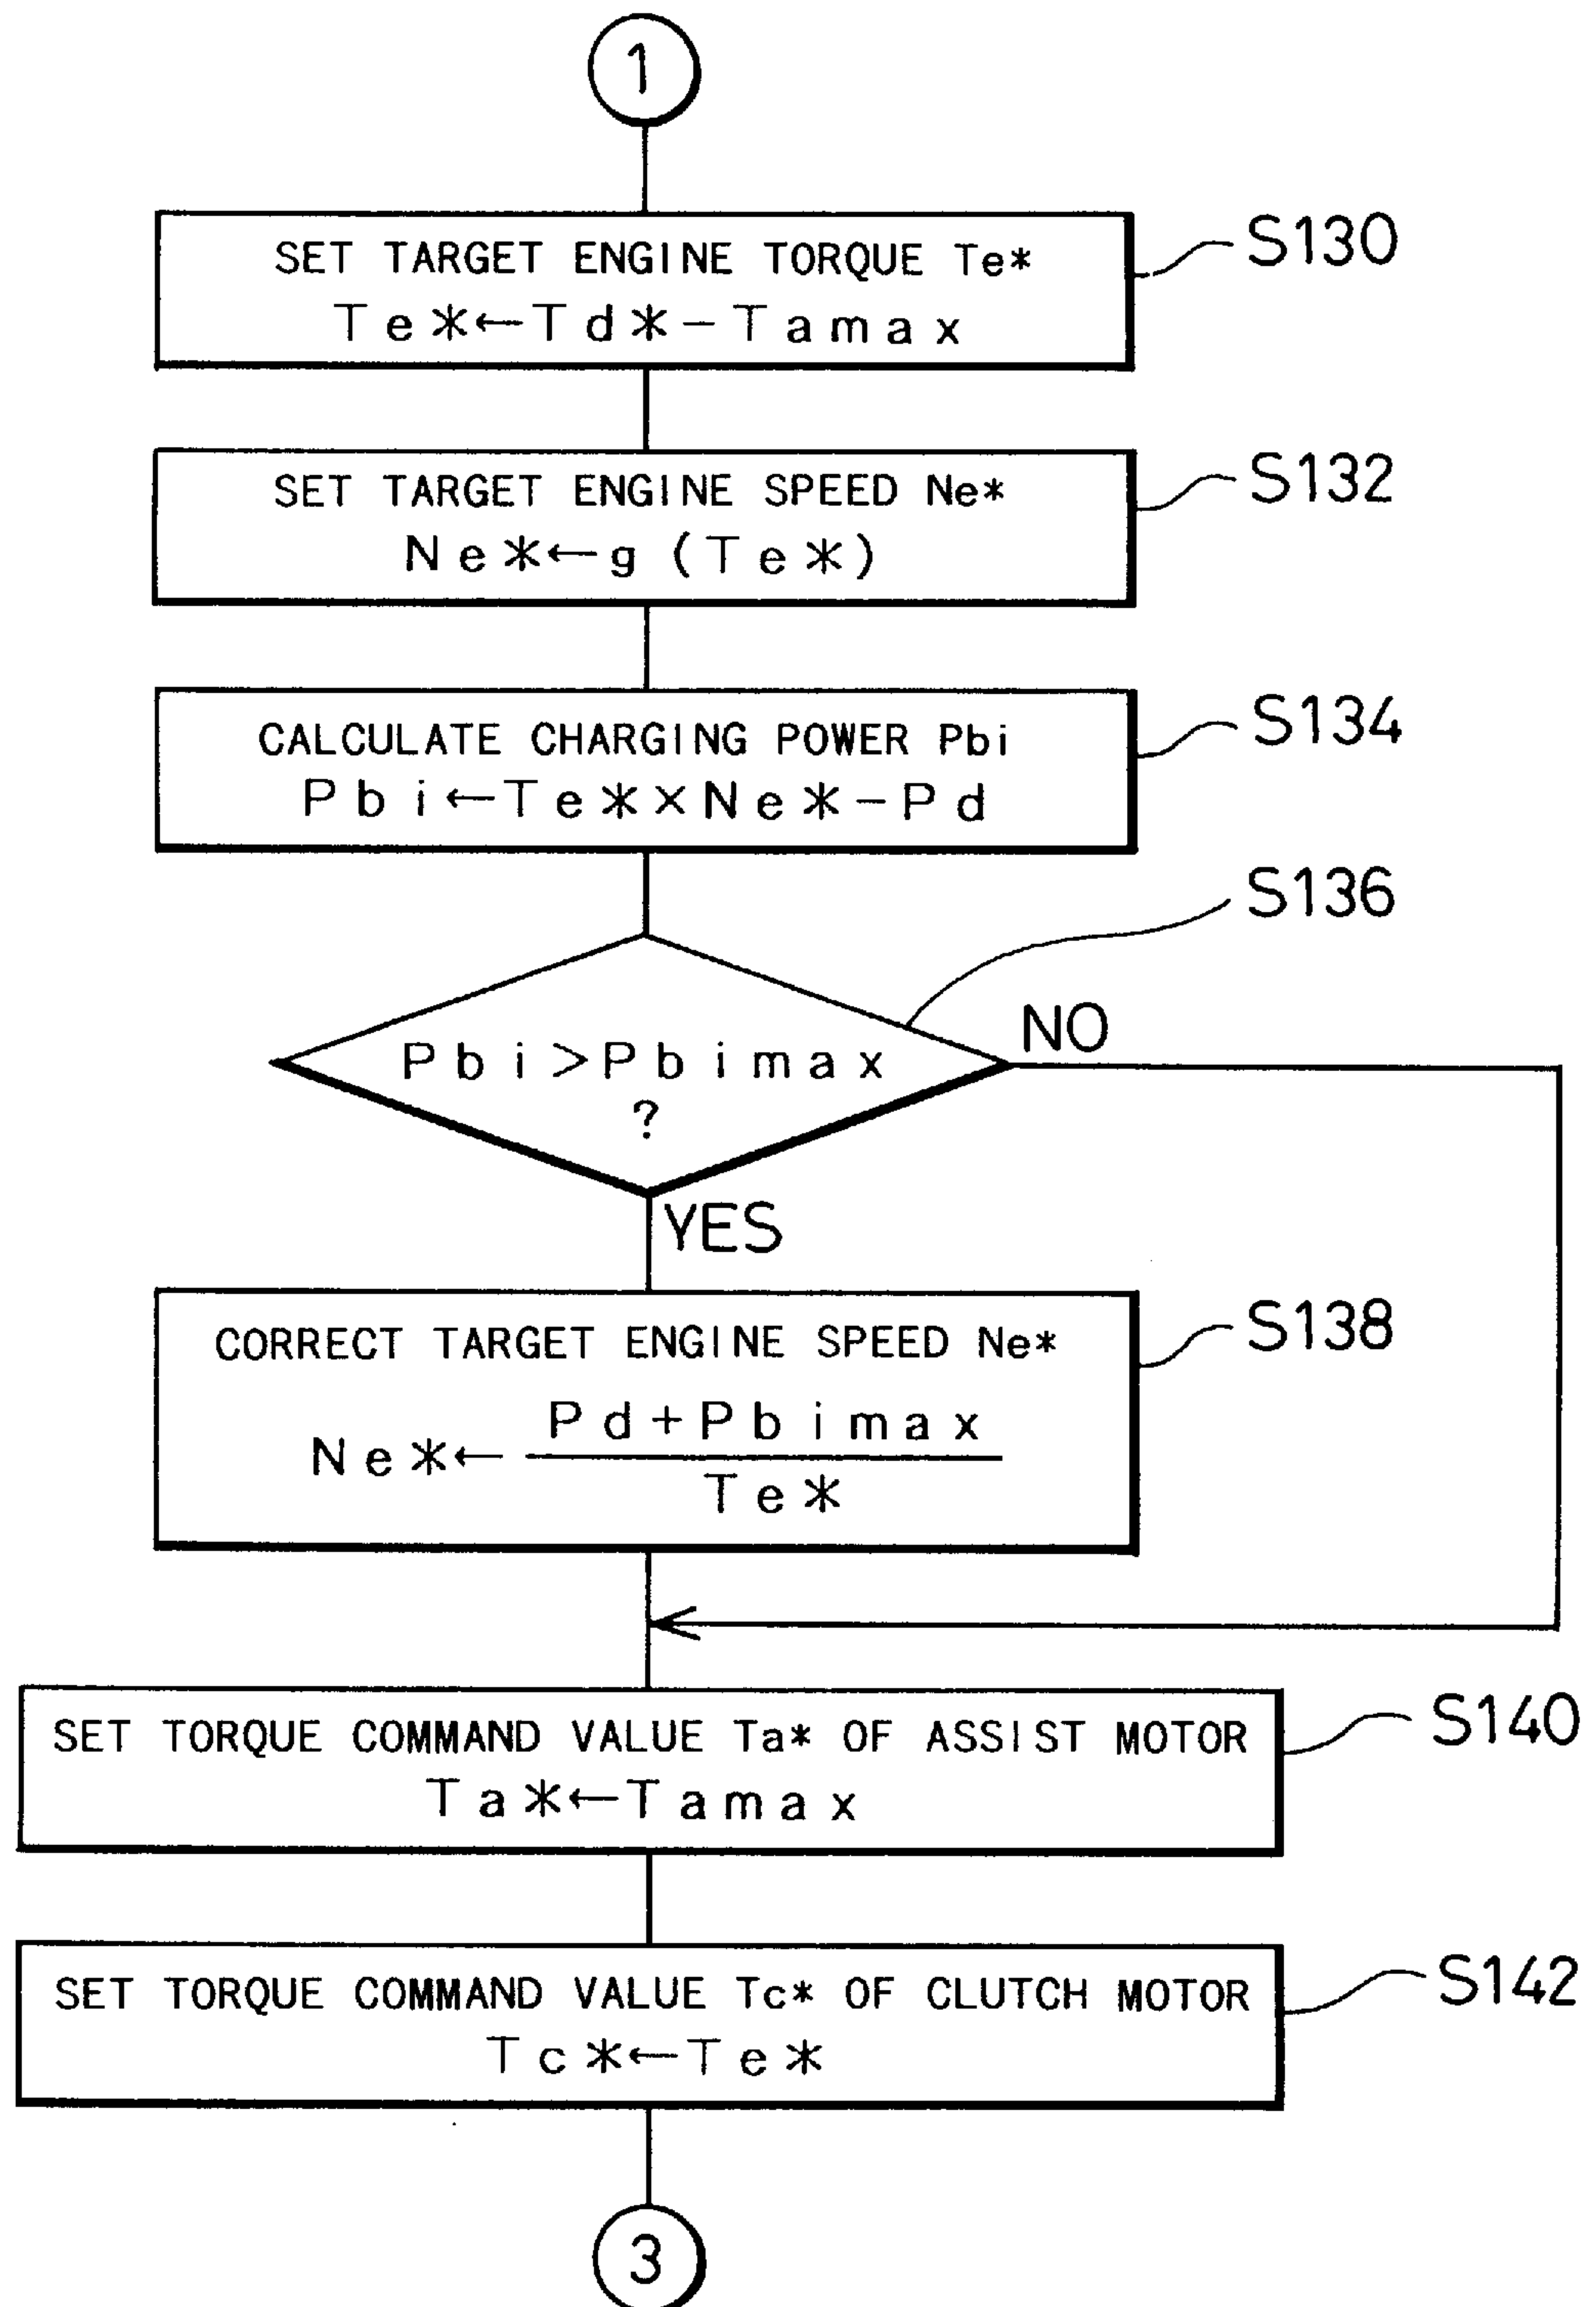 1
SET TARGET ENGINE TORQUE Te*
Te*←Td*−Tamax
S130
SET TARGET ENGINE SPEED Ne*
Ne*←g(Te*)
S132
CALCULATE CHARGING POWER Pbi
Pbi←Te*×Ne*−Pd
S134
S136
Pbi>Pbimax
?
NO
YES
CORRECT TARGET ENGINE SPEED Ne*
S138
Pd+Pbimax
Ne*←
Te*
SET TORQUE COMMAND VALUE Ta* OF ASSIST MOTOR
Ta*←Tamax
S140
SET TORQUE COMMAND VALUE Tc* OF CLUTCH MOTOR
Tc*←Te*
S142
3